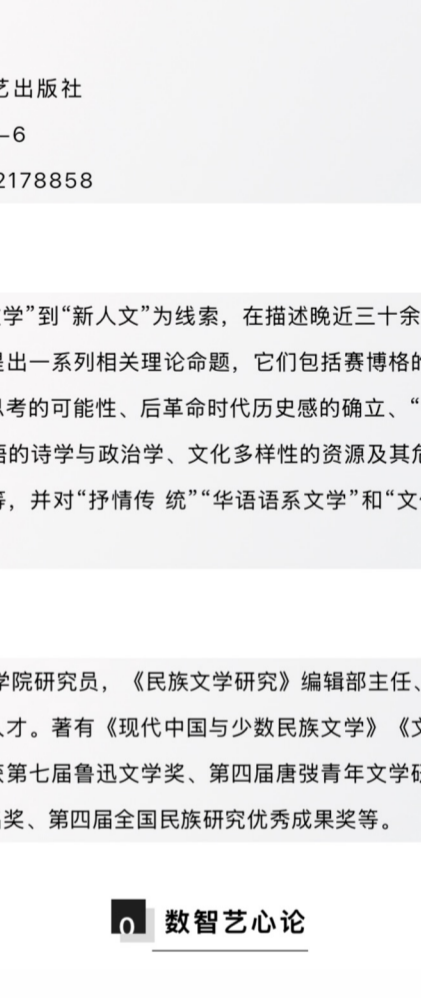 艺出版社
-6
2178858
学”到“新人文”为线索，在描述晚近三十余
提出一系列相关理论命题，它们包括赛博格的
思考的可能性、后革命时代历史感的确立、“
语的诗学与政治学、文化多样性的资源及其危
等，并对“抒情传 统”“华语语系文学”和“文
学院研究员，《民族文学研究》编辑部主任、
人才。著有《现代中国与少数民族文学》《文
获第七届鲁迅文学奖、第四届唐弢青年文学研
奖、第四届全国民族研究优秀成果奖等。
0 数智艺心论